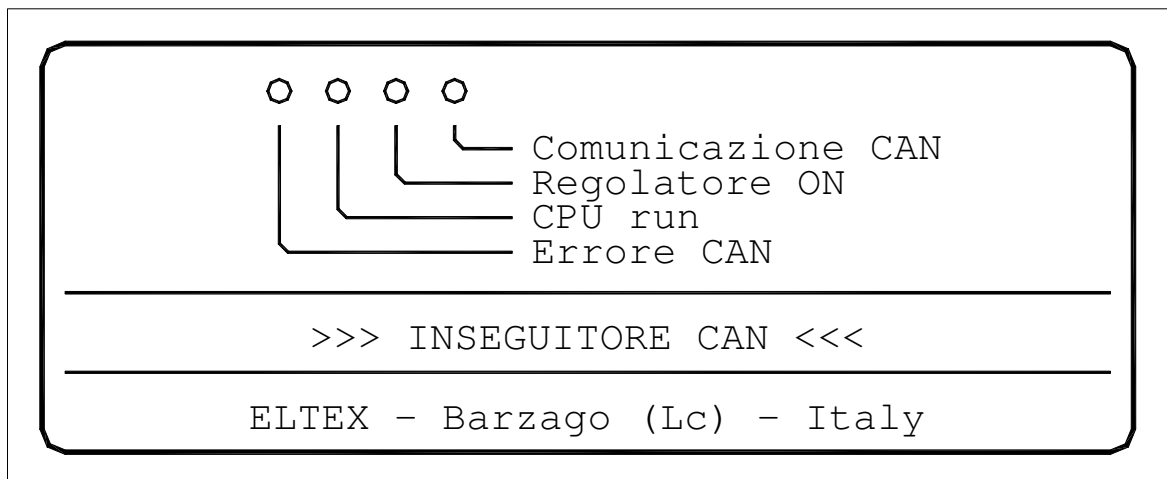 Comunicazione CAN
Regolatore ON
CPU run
Errore CAN
>>> INSEGUITORE CAN <<<
ELTEX - Barzago (Lc) - Italy